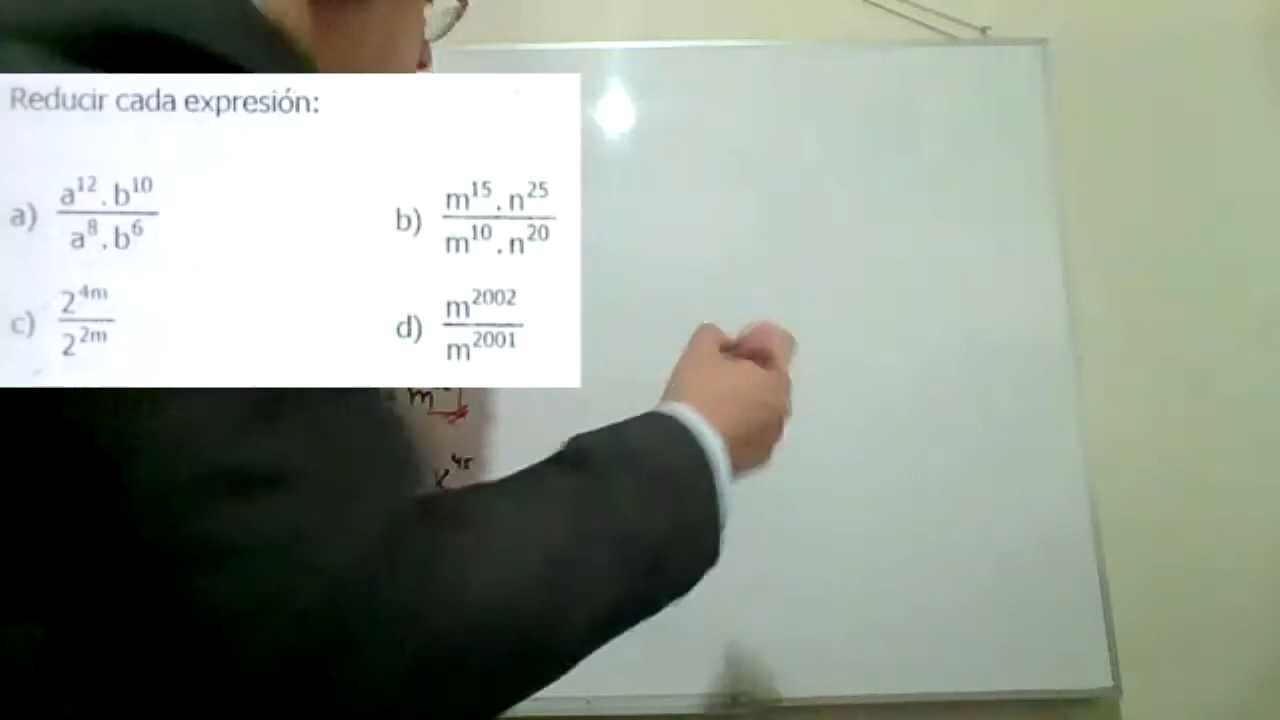 Reducir cada expresión:
a) a¹² . b¹⁰ / a⁸ . b⁶
b) m¹⁵ . n²⁵ / m¹⁰ . n²⁰
c) 2⁴ᵐ / 2²ᵐ
d) m²⁰⁰² / m²⁰⁰¹
m